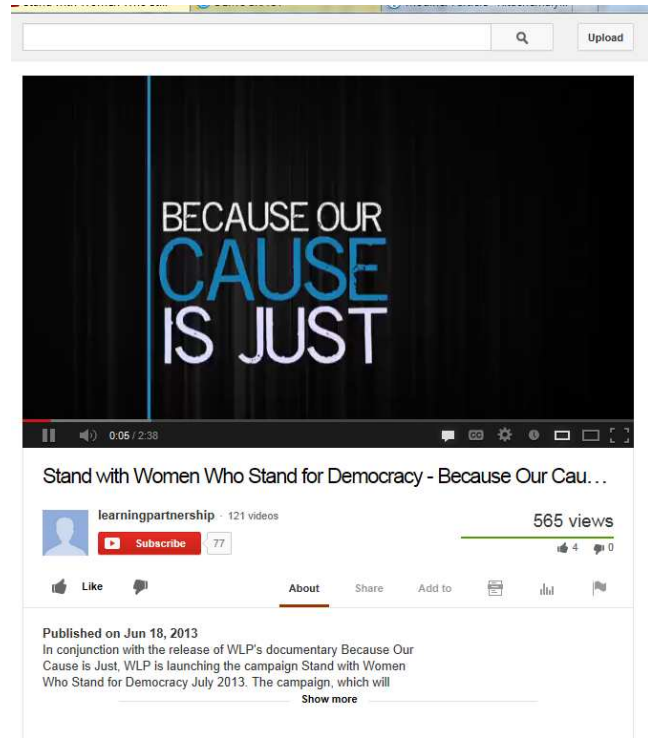 Upload
BECAUSE OUR
CAUSE
IS JUST
0:05 / 2:38
CC
Stand with Women Who Stand for Democracy - Because Our Cau...
learningpartnership · 121 videos
Subscribe 77
565 views
4 0
Like
About Share Add to
Published on Jun 18, 2013
In conjunction with the release of WLP's documentary Because Our
Cause is Just, WLP is launching the campaign Stand with Women
Who Stand for Democracy July 2013. The campaign, which will
Show more